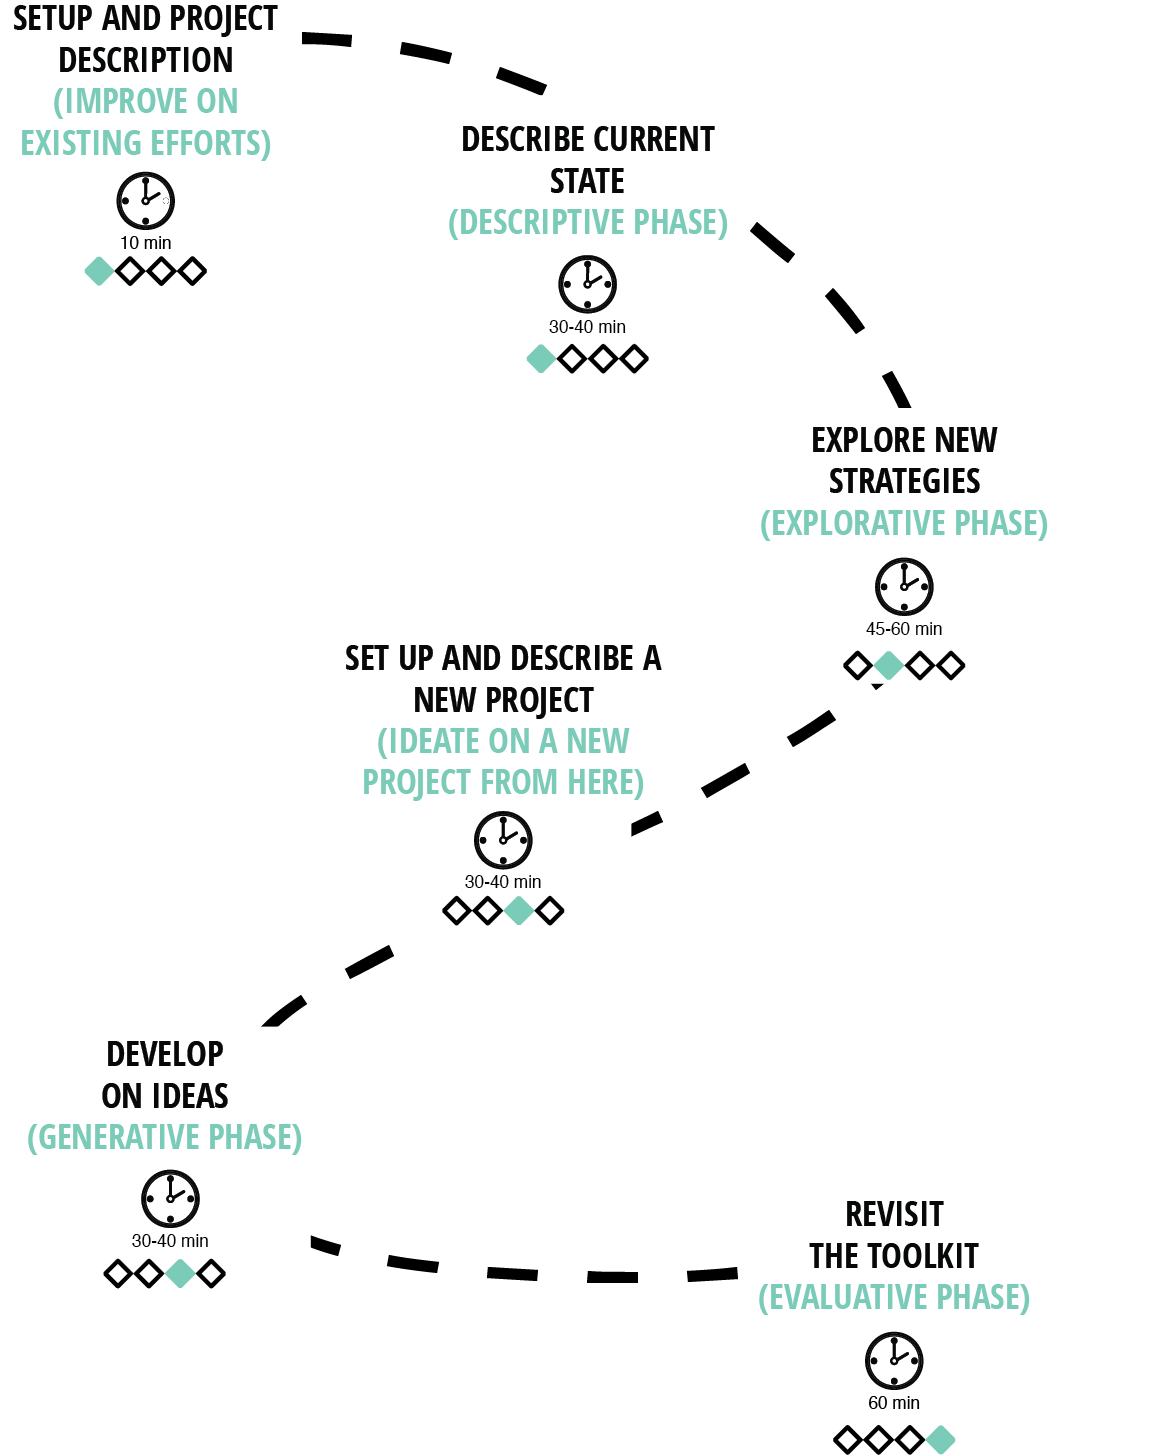 SETUP AND PROJECT
DESCRIPTION
(IMPROVE ON
EXISTING EFFORTS)
10 min
DESCRIBE CURRENT
STATE
(DESCRIPTIVE PHASE)
30-40 min
EXPLORE NEW
STRATEGIES
(EXPLORATIVE PHASE)
45-60 min
SET UP AND DESCRIBE A
NEW PROJECT
(IDEATE ON A NEW
PROJECT FROM HERE)
30-40 min
DEVELOP
ON IDEAS
(GENERATIVE PHASE)
30-40 min
REVISIT
THE TOOLKIT
(EVALUATIVE PHASE)
60 min